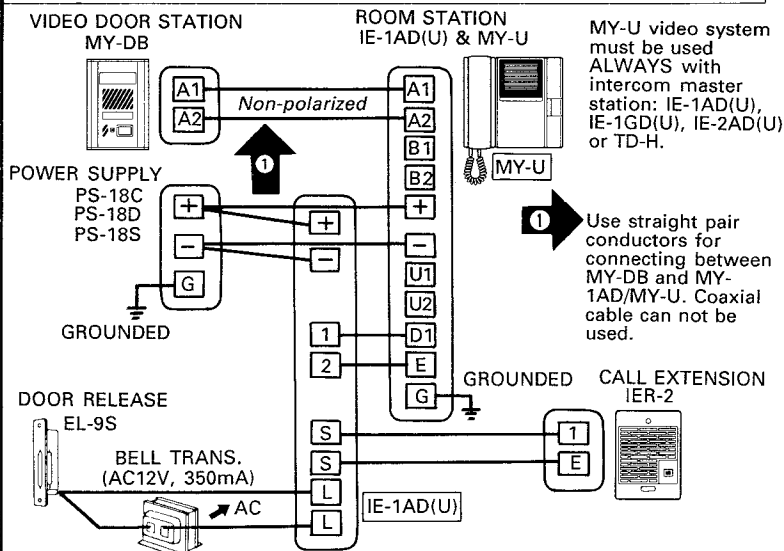 VIDEO DOOR STATION
MY-DB
A1
A2
Non-polarized
1
ROOM STATION
IE-1AD(U) & MY-U
A1
A2
B1
B2
+
−
U1
U2
D1
E
G
MY-U
MY-U video system
must be used
ALWAYS with
intercom master
station: IE-1AD(U),
IE-1GD(U), IE-2AD(U)
or TD-H.
1
Use straight pair
conductors for
connecting between
MY-DB and MY-
1AD/MY-U. Coaxial
cable can not be
used.
POWER SUPPLY
PS-18C
PS-18D
PS-18S
+
−
G
GROUNDED
+
−
1
2
S
S
L
L
IE-1AD(U)
GROUNDED
CALL EXTENSION
IER-2
1
E
DOOR RELEASE
EL-9S
BELL TRANS.
(AC12V, 350mA)
AC